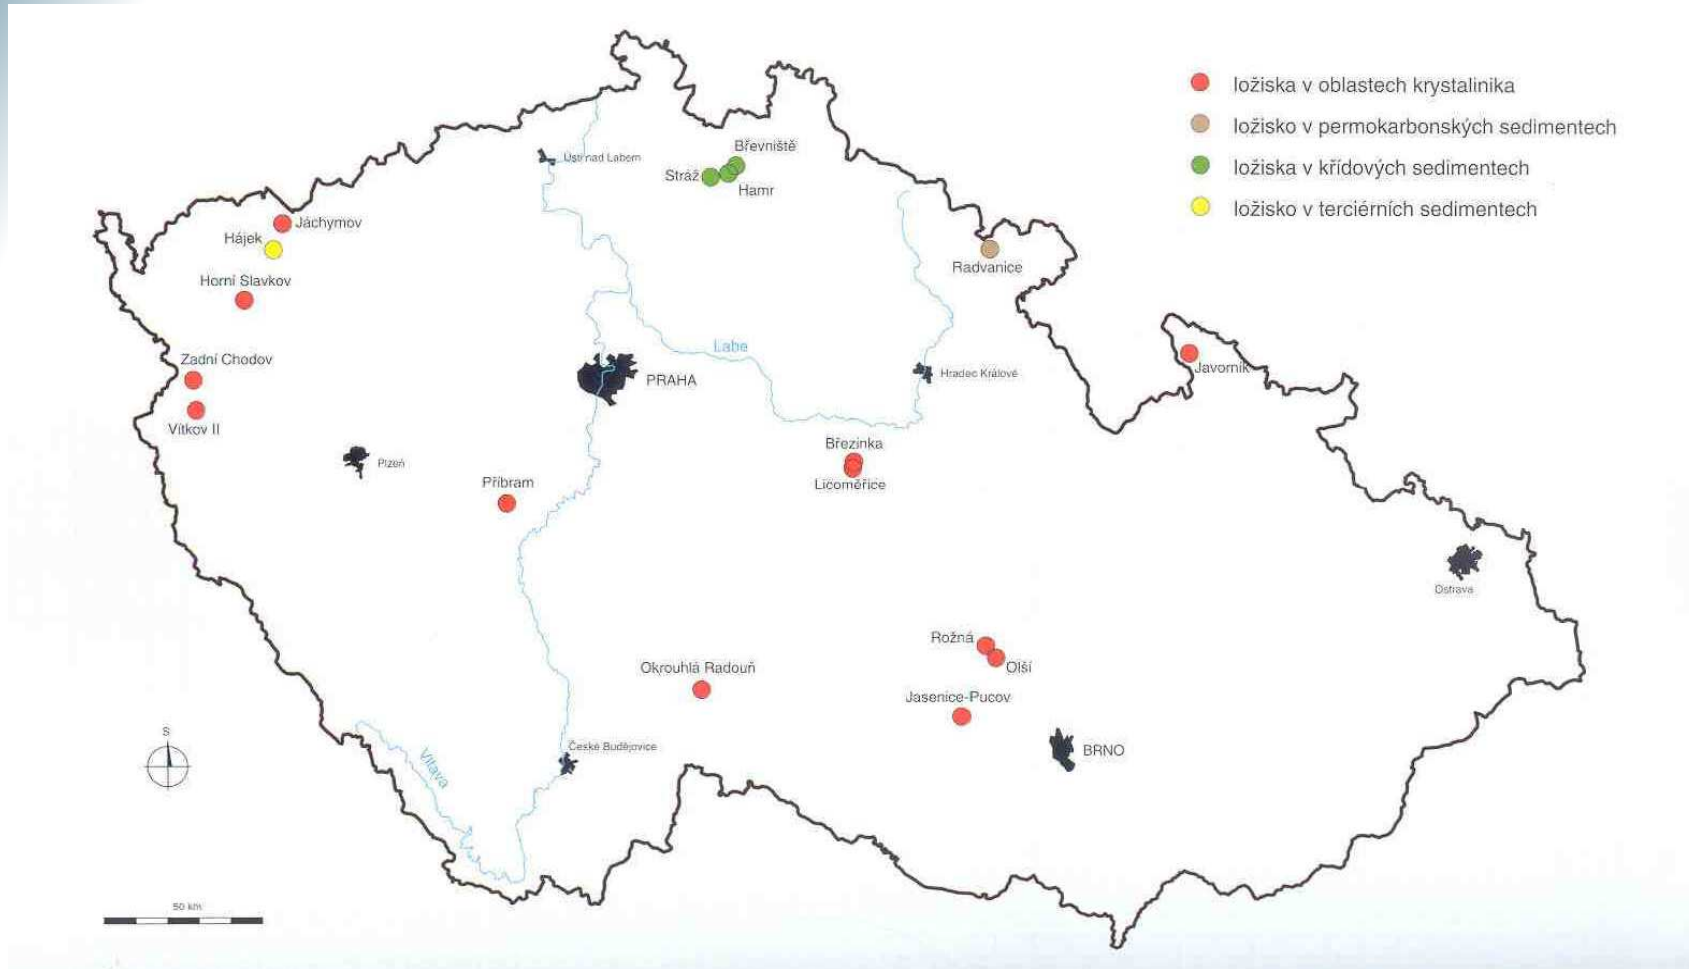 ložiska v oblastech krystalinika
ložisko v permokarbonských sedimentech
ložiska v křídových sedimentech
ložisko v terciérních sedimentech
Ústí nad Labem
Břevniště
Stráž
Hamr
Jáchymov
Hájek
Horní Slavkov
Radvanice
Zadní Chodov
Vítkov II
Labe
PRAHA
Hradec Králové
Javorník
Plzeň
Březinka
Licoměřice
Příbram
Ostrava
Rožná
Olší
Okrouhlá Radouň
Jasenice-Pucov
S
České Budějovice
BRNO
Vltava
50 km